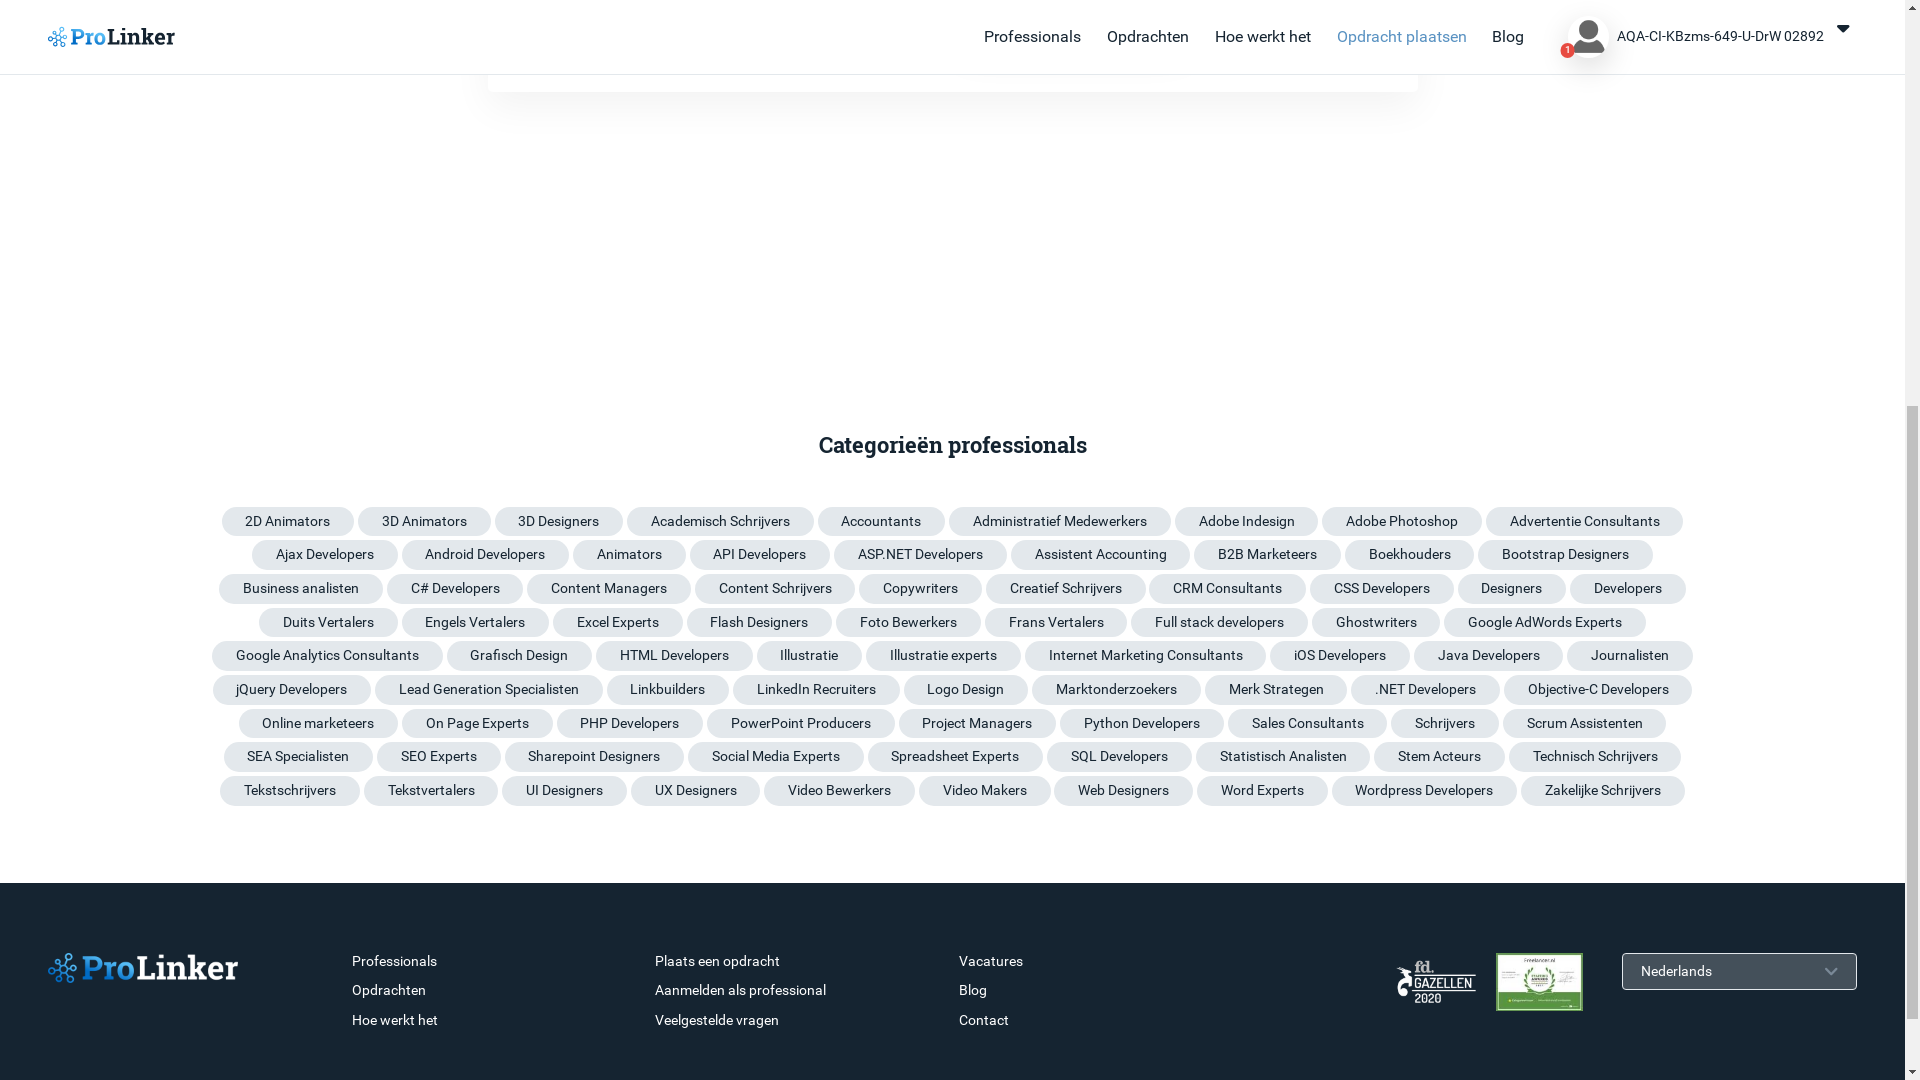 ProLinker
Professionals Opdrachten Hoe werkt het Opdracht plaatsen Blog 1 AQA-CI-KBzms-649-U-DrW 02892
Categorieën professionals
2D Animators 3D Animators 3D Designers Academisch Schrijvers Accountants Administratief Medewerkers Adobe Indesign Adobe Photoshop Advertentie Consultants
Ajax Developers Android Developers Animators API Developers ASP.NET Developers Assistent Accounting B2B Marketeers Boekhouders Bootstrap Designers
Business analisten C# Developers Content Managers Content Schrijvers Copywriters Creatief Schrijvers CRM Consultants CSS Developers Designers Developers
Duits Vertalers Engels Vertalers Excel Experts Flash Designers Foto Bewerkers Frans Vertalers Full stack developers Ghostwriters Google AdWords Experts
Google Analytics Consultants Grafisch Design HTML Developers Illustratie Illustratie experts Internet Marketing Consultants iOS Developers Java Developers Journalisten
jQuery Developers Lead Generation Specialisten Linkbuilders LinkedIn Recruiters Logo Design Marktonderzoekers Merk Strategen .NET Developers Objective-C Developers
Online marketeers On Page Experts PHP Developers PowerPoint Producers Project Managers Python Developers Sales Consultants Schrijvers Scrum Assistenten
SEA Specialisten SEO Experts Sharepoint Designers Social Media Experts Spreadsheet Experts SQL Developers Statistisch Analisten Stem Acteurs Technisch Schrijvers
Tekstschrijvers Tekstvertalers UI Designers UX Designers Video Bewerkers Video Makers Web Designers Word Experts Wordpress Developers Zakelijke Schrijvers
ProLinker
Professionals
Opdrachten
Hoe werkt het
Plaats een opdracht
Aanmelden als professional
Veelgestelde vragen
Vacatures
Blog
Contact
fd.
GAZELLEN
2020
Freelancer.nl
Nederlands